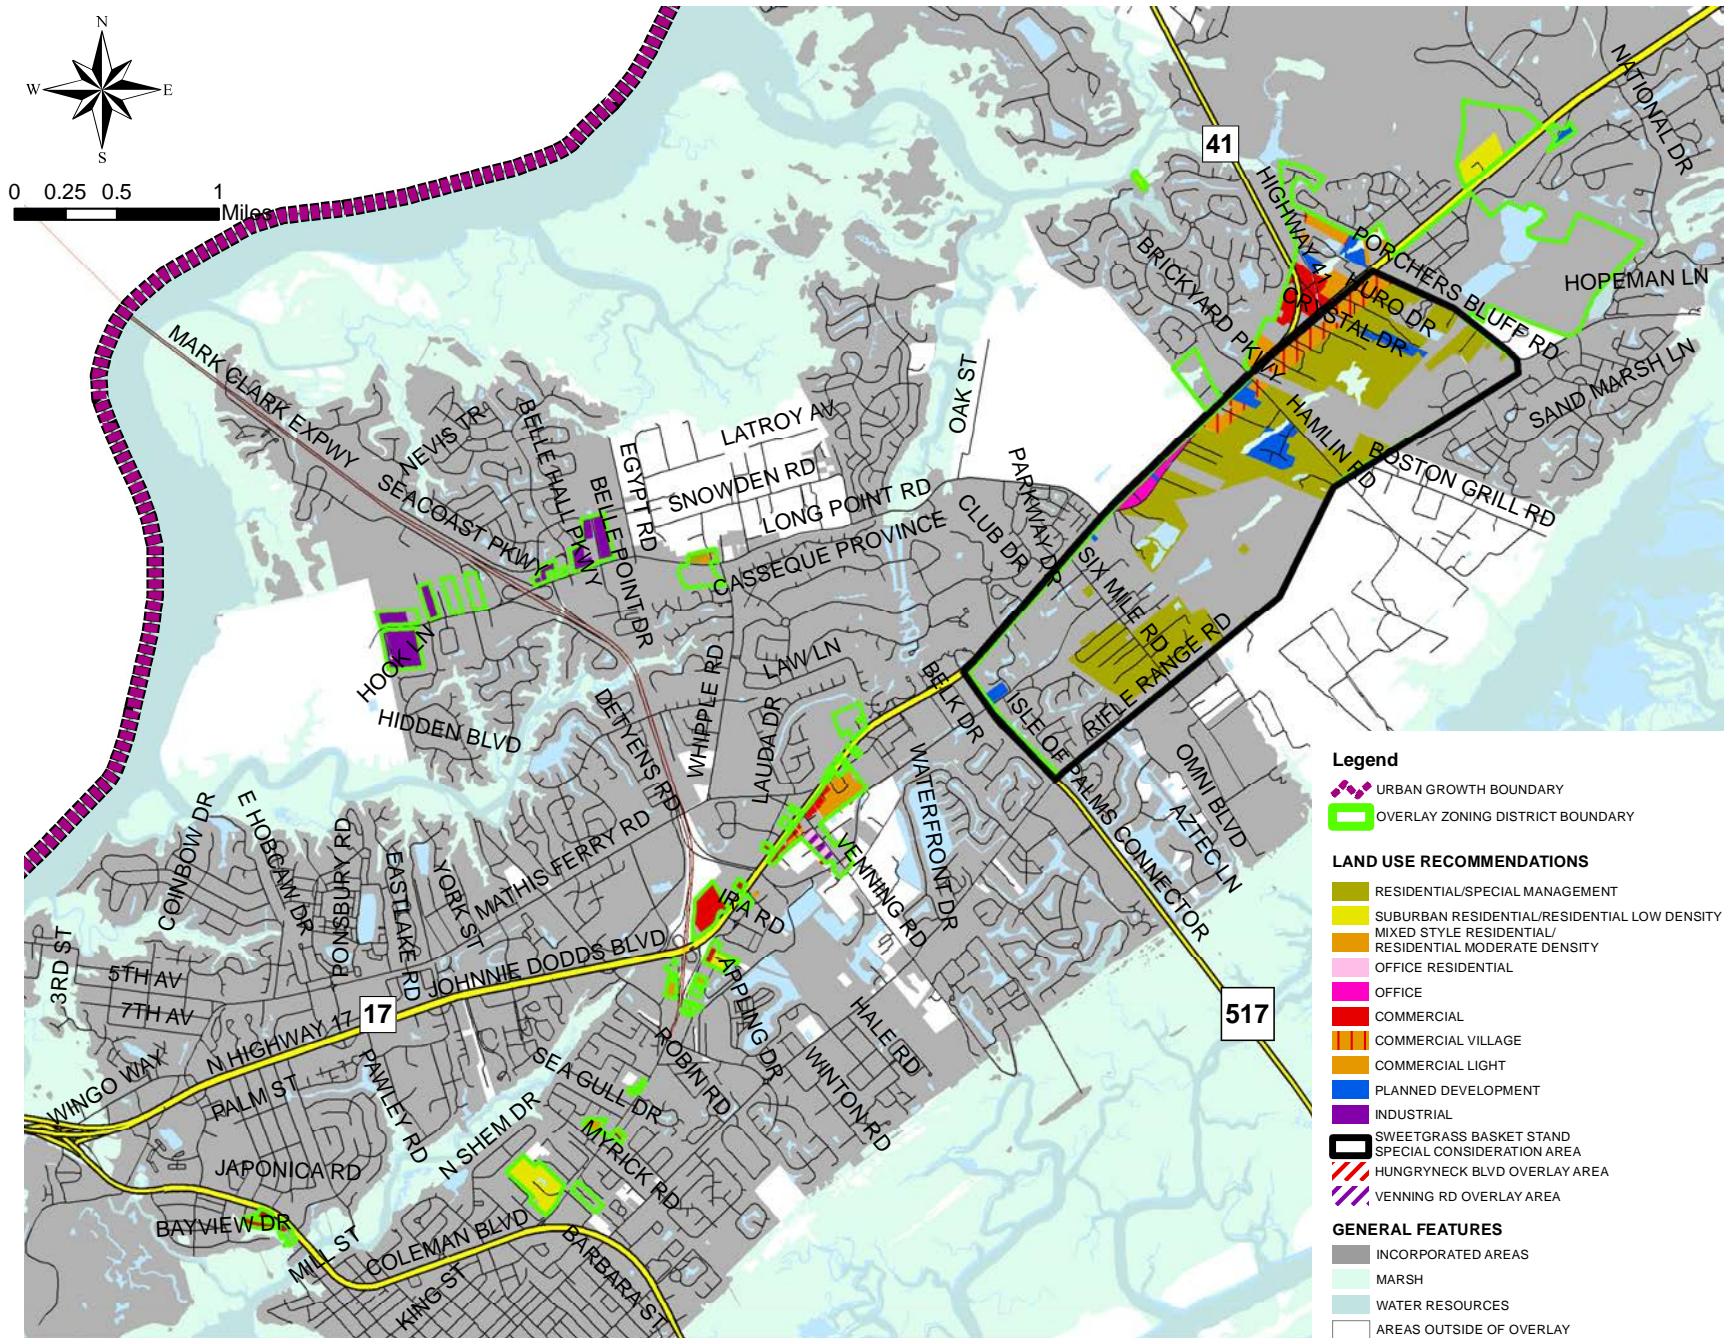 N
W
E
S
0 0.25 0.5 1
Miles
41
NATIONAL DR
HIGHWAY 41
PORCHERS BLUFF RD
HOPEMAN LN
BRICKYARD PKWY
CRYSTAL DR
SAND MARSH LN
HAMLIN RD
BOSTON GRILL RD
MARK CLARK EXPWY
NEVIS TR
SEACOAST PKWY
BELLE HALL PKWY
BELLE POINT DR
EGYPT RD
LATROY AV
SNOWDEN RD
LONG POINT RD
OAK ST
CASSEQUE PROVINCE
CLUB DR
PARKWAY DR
SIX MILE RD
RIFLE RANGE RD
HOOK LN
HIDDEN BLVD
LAW LN
BELK DR
ISLE OF PALMS CONNECTOR
WHIPPLE RD
LAUDA DR
DETYENS RD
WATERFRONT DR
OMNI BLVD
AZTEC LN
COINBOW DR
E HOBCAW DR
PONSBURY RD
EASTLAKE RD
YORK ST
MATHIS FERRY RD
VENNING RD
IRA RD
JOHNNIE DODDS BLVD
3RD ST
5TH AV
7TH AV
17
N HIGHWAY 17
517
APPLING DR
HALE RD
WINGO WAY
PALM ST
PAWLEY RD
SEA GULL DR
ROBIN RD
WINTON RD
N SHEM DR
MYRICK RD
JAPONICA RD
BAYVIEW DR
MILL ST
COLEMAN BLVD
KING ST
BARBARA ST
Legend
URBAN GROWTH BOUNDARY
OVERLAY ZONING DISTRICT BOUNDARY
LAND USE RECOMMENDATIONS
RESIDENTIAL/SPECIAL MANAGEMENT
SUBURBAN RESIDENTIAL/RESIDENTIAL LOW DENSITY
MIXED STYLE RESIDENTIAL/
RESIDENTIAL MODERATE DENSITY
OFFICE RESIDENTIAL
OFFICE
COMMERCIAL
COMMERCIAL VILLAGE
COMMERCIAL LIGHT
PLANNED DEVELOPMENT
INDUSTRIAL
SWEETGRASS BASKET STAND
SPECIAL CONSIDERATION AREA
HUNGRYNECK BLVD OVERLAY AREA
VENNING RD OVERLAY AREA
GENERAL FEATURES
INCORPORATED AREAS
MARSH
WATER RESOURCES
AREAS OUTSIDE OF OVERLAY